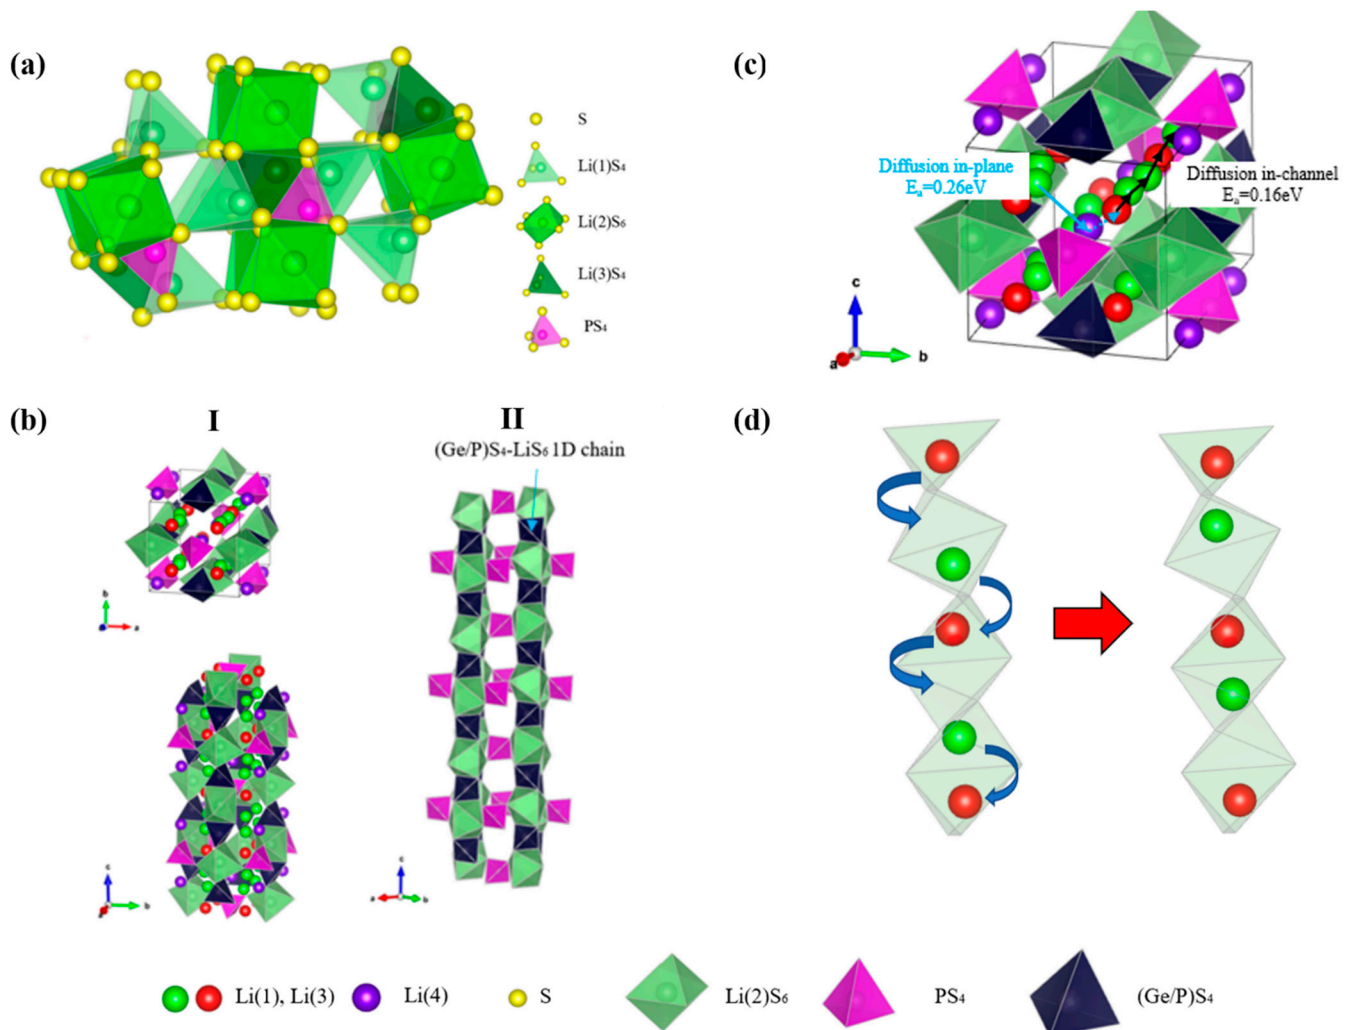 (a)
S
Li(1)S₄
Li(2)S₆
Li(3)S₄
PS₄
(c)
Diffusion in-plane
Eₐ=0.26eV
Diffusion in-channel
Eₐ=0.16eV
c
a
b
(b)
I
II
(Ge/P)S₄-LiS₆ 1D chain
b
a
c
a
b
c
a
b
(d)
Li(1), Li(3)
Li(4)
S
Li(2)S₆
PS₄
(Ge/P)S₄